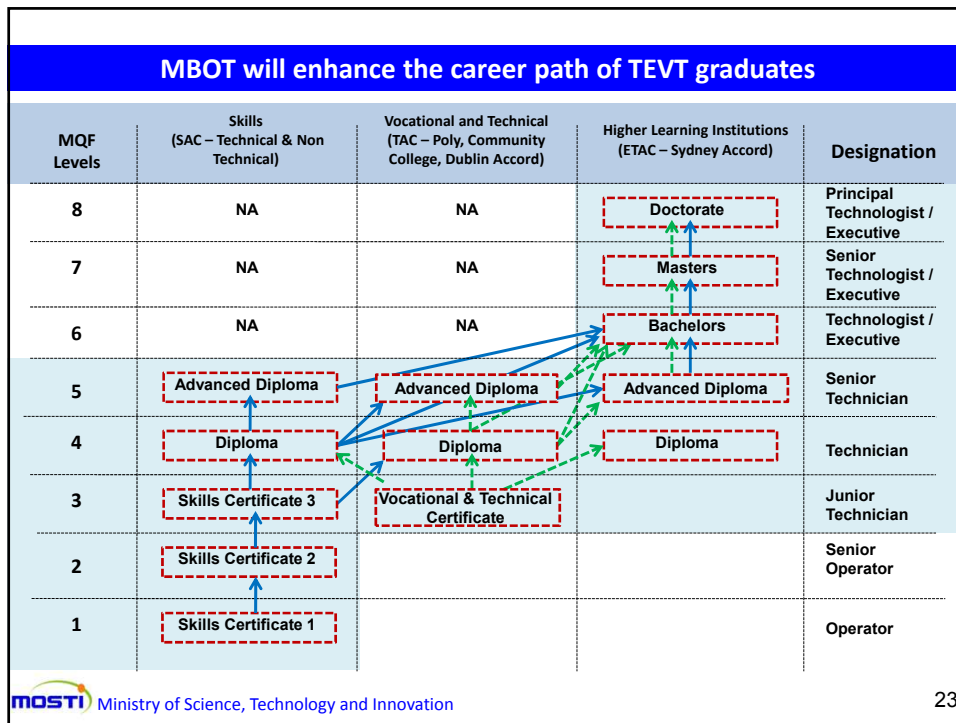 MBOT will enhance the career path of TEVT graduates
MQF
Levels
Skills
(SAC – Technical & Non
Technical)
Vocational and Technical
(TAC – Poly, Community
College, Dublin Accord)
Higher Learning Institutions
(ETAC – Sydney Accord)
Designation
8
NA
NA
Doctorate
Principal
Technologist /
Executive
7
NA
NA
Masters
Senior
Technologist /
Executive
6
NA
NA
Bachelors
Technologist /
Executive
5
Advanced Diploma
Advanced Diploma
Advanced Diploma
Senior
Technician
4
Diploma
Diploma
Diploma
Technician
3
Skills Certificate 3
Vocational & Technical
Certificate
Junior
Technician
2
Skills Certificate 2
Senior
Operator
1
Skills Certificate 1
Operator
MOSTI Ministry of Science, Technology and Innovation
23